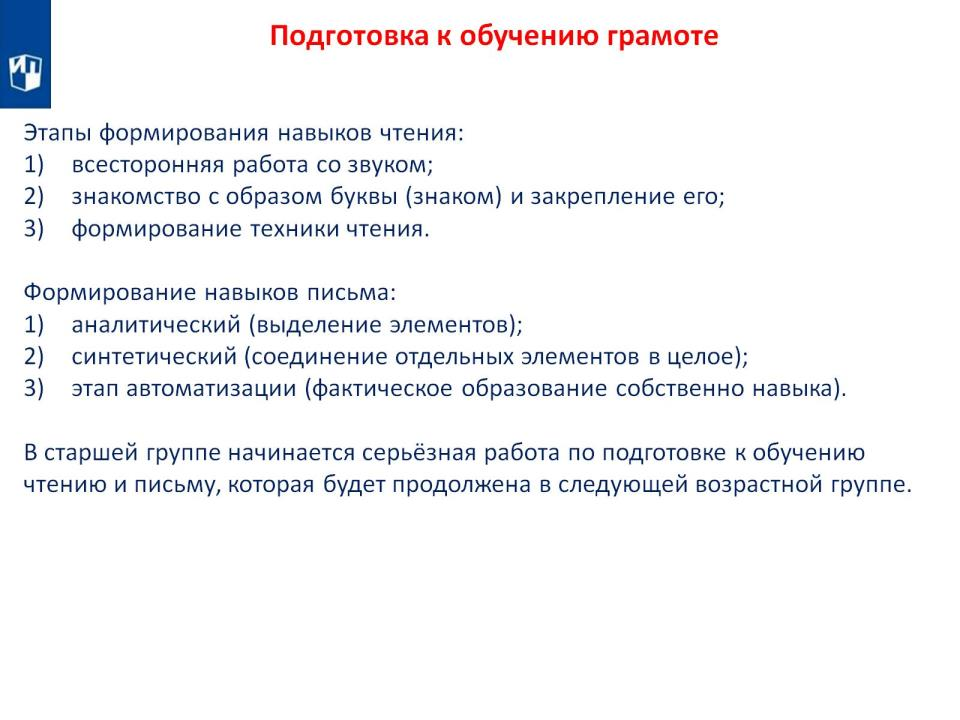 Подготовка к обучению грамоте
Этапы формирования навыков чтения:
1) всесторонняя работа со звуком;
2) знакомство с образом буквы (знаком) и закрепление его;
3) формирование техники чтения.
Формирование навыков письма:
1) аналитический (выделение элементов);
2) синтетический (соединение отдельных элементов в целое);
3) этап автоматизации (фактическое образование собственно навыка).
В старшей группе начинается серьёзная работа по подготовке к обучению
чтению и письму, которая будет продолжена в следующей возрастной группе.